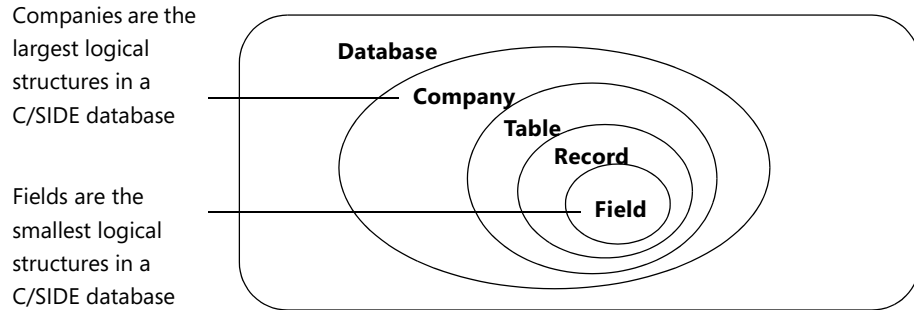 Companies are the
largest logical
structures in a
C/SIDE database
Database
Company
Table
Record
Field
Fields are the
smallest logical
structures in a
C/SIDE database